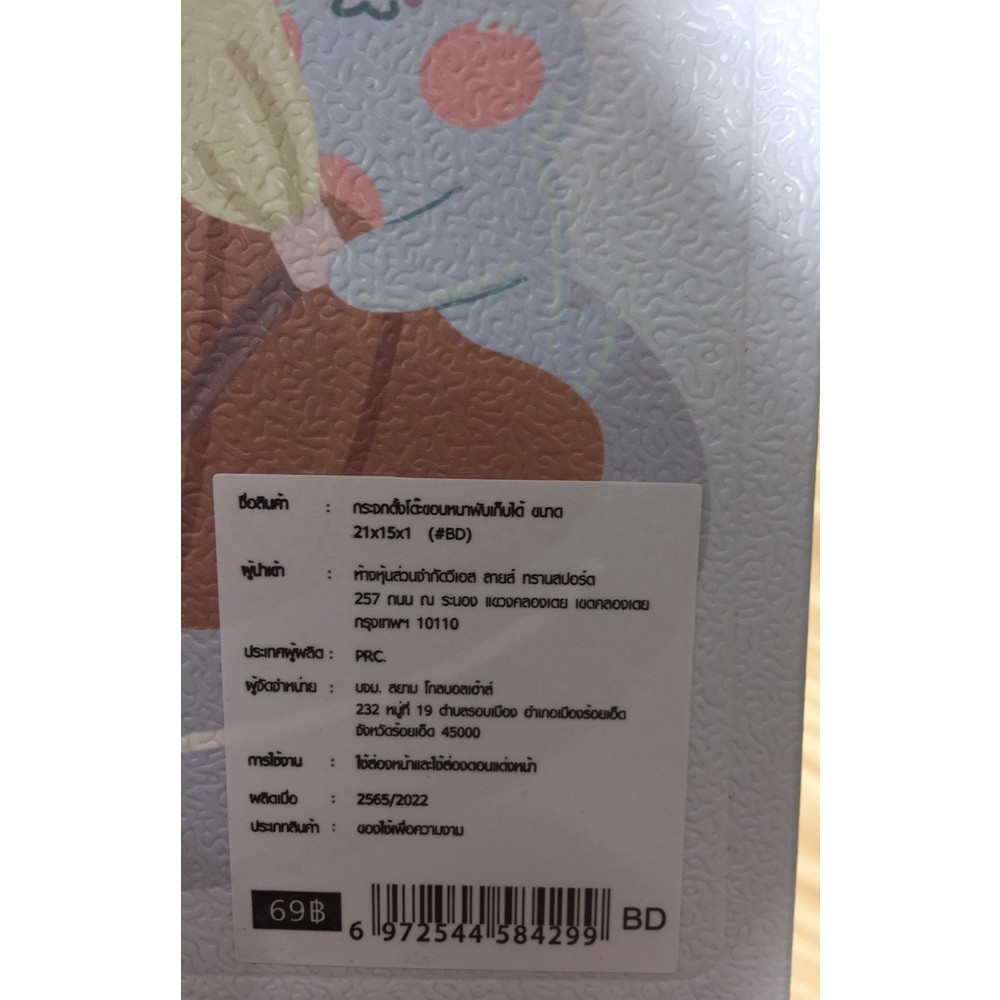 ชื่อสินค้า : กระจกตั้งโต๊ะขอบหนาพับเก็บได้ ขนาด
21x15x1 (#BD)
ผู้นำเข้า : ห้างหุ้นส่วนจำกัดวีเอส ลายส์ ทรานสปอร์ต
257 ถนน ณ ระนอง แขวงคลองเตย เขตคลองเตย
กรุงเทพฯ 10110
ประเทศผู้ผลิต : PRC.
ผู้จัดจำหน่าย : บจม. สยาม โกลบอลเฮ้าส์
232 หมู่ที่ 19 ตำบลรอบเมือง อำเภอเมืองร้อยเอ็ด
จังหวัดร้อยเอ็ด 45000
การใช้งาน : ใช้ส่องหน้าและใช้ส่องตอนแต่งหน้า
ผลิตเมื่อ : 2565/2022
ประเภทสินค้า : ของใช้เพื่อความงาม
69฿ 6 972544 584299 BD